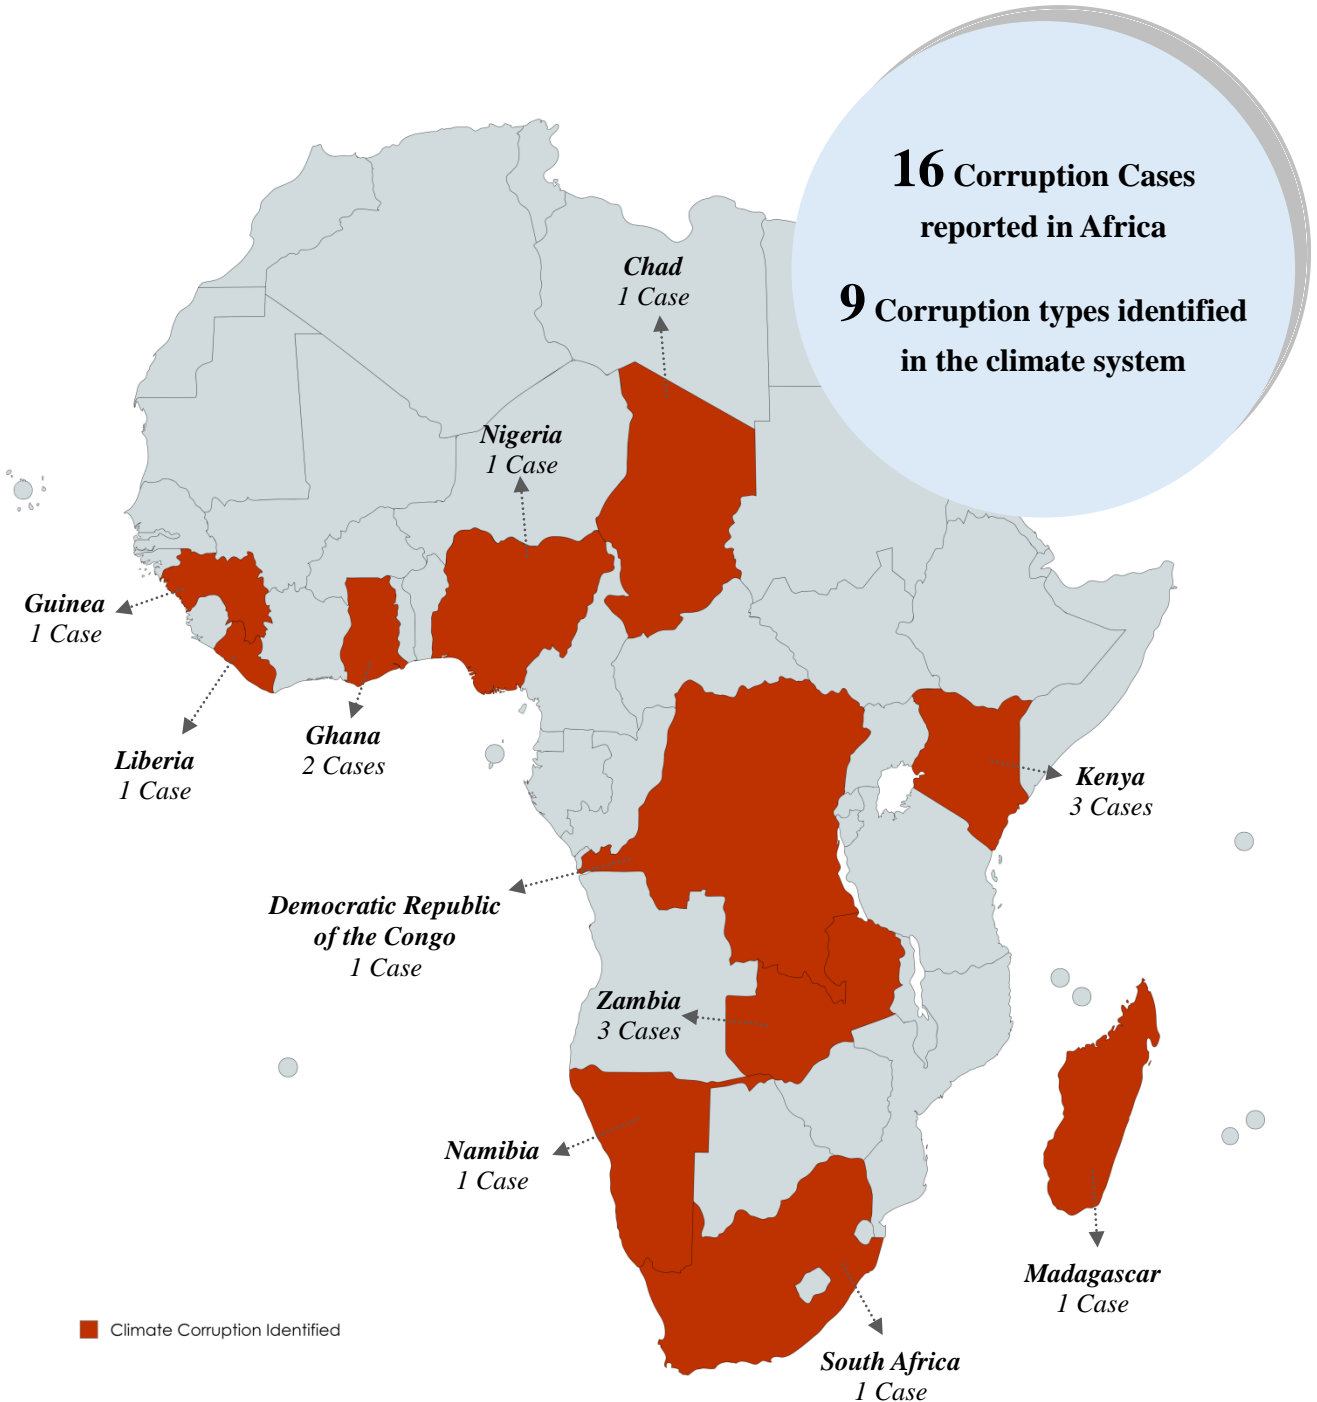 16 Corruption Cases
reported in Africa
9 Corruption types identified
in the climate system
Chad
1 Case
Nigeria
1 Case
Guinea
1 Case
Liberia
1 Case
Ghana
2 Cases
Kenya
3 Cases
Democratic Republic
of the Congo
1 Case
Zambia
3 Cases
Namibia
1 Case
Madagascar
1 Case
South Africa
1 Case
Climate Corruption Identified